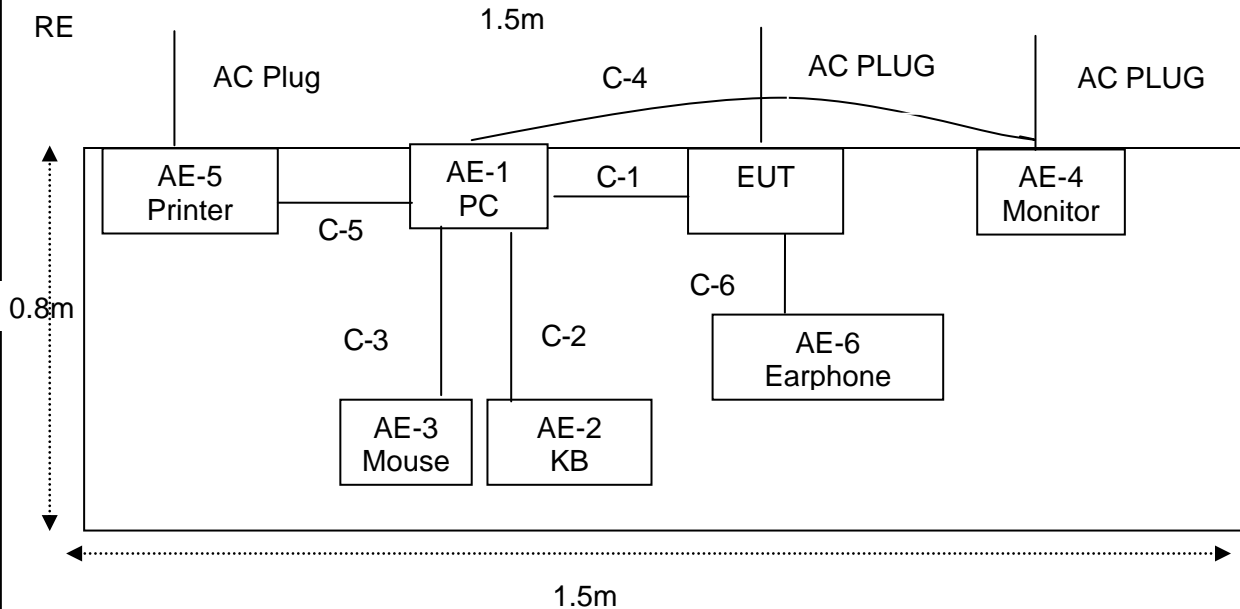 RE
1.5m
AC Plug
C-4
AC PLUG
AC PLUG
AE-5
Printer
AE-1
PC
C-1
EUT
AE-4
Monitor
C-5
C-6
0.8m
C-3
C-2
AE-6
Earphone
AE-3
Mouse
AE-2
KB
1.5m